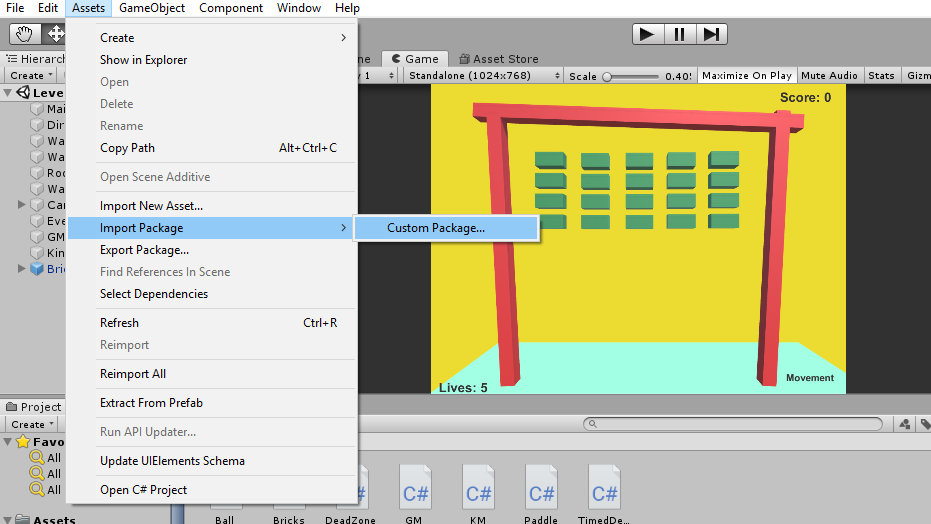 File Edit Assets GameObject Component Window Help
Create
Show in Explorer
Open
Delete
Rename
Copy Path Alt+Ctrl+C
Open Scene Additive
Import New Asset...
Import Package
Custom Package...
Export Package...
Find References In Scene
Select Dependencies
Refresh Ctrl+R
Reimport
Reimport All
Extract From Prefab
Run API Updater...
Update UIElements Schema
Open C# Project
Hierarch
Create
Leve
Mai
Dir
Wa
Wa
Roo
Wa
Can
Eve
GM
Kin
Bri
ne Game Asset Store
y 1 Standalone (1024x768) Scale 0.40 Maximize On Play Mute Audio Stats Gizm
Score: 0
Lives: 5
Movement
Project
Create
Favo
All
All
All
Assets
C# C# C# C# C#
Ball Bricks DeadZone GM KM Paddle TimedDe...